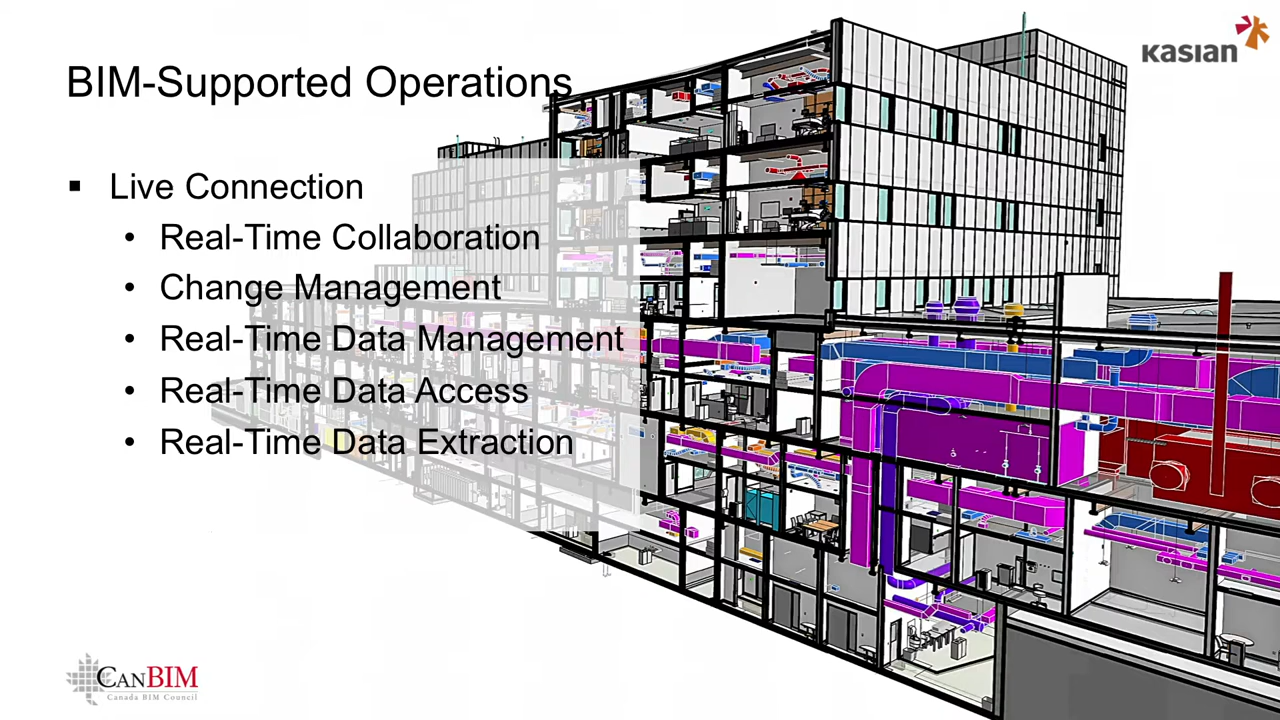 Kasian
BIM-Supported Operations
▪ Live Connection
• Real-Time Collaboration
• Change Management
• Real-Time Data Management
• Real-Time Data Access
• Real-Time Data Extraction
CanBIM
Canada BIM Council